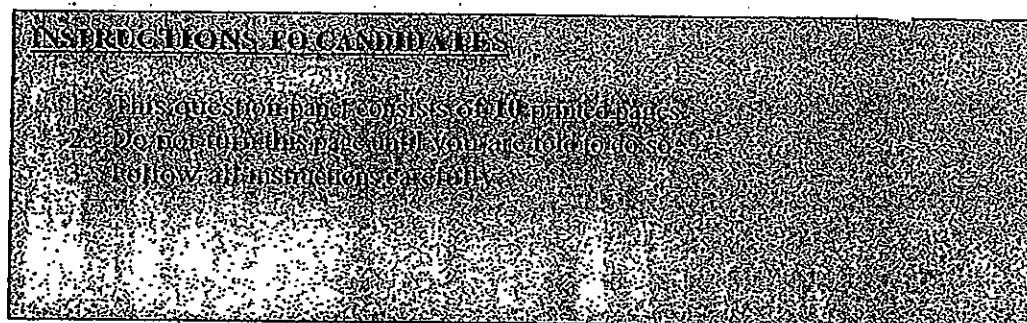 INSTRUCTIONS TO CANDIDATES
1. This question paper consists of 10 printed pages.
2. Do not turn this page until you are told to do so.
3. Follow all instructions carefully.